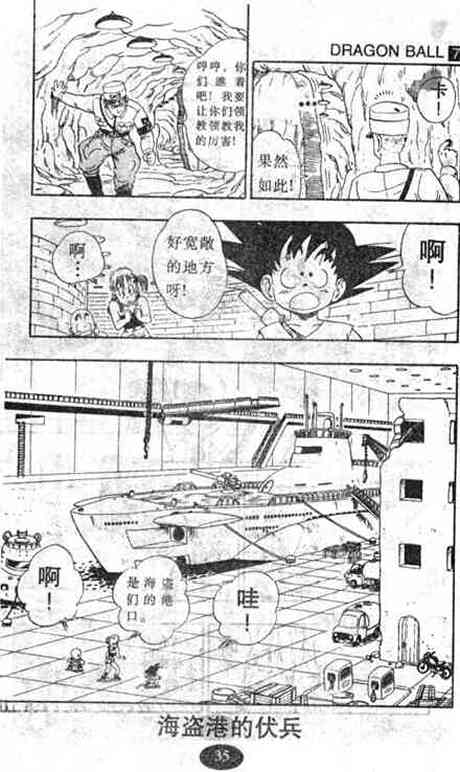 DRAGON BALL 7
卡!
果然
如此!
哼哼，你
们瞧着
吧！我要
让你们领
教领教我
的厉害!
啊!
好宽敞
的地方
呀!
啊…
哇!
是海盗
们的港
口。
啊!
海盗港的伏兵
35